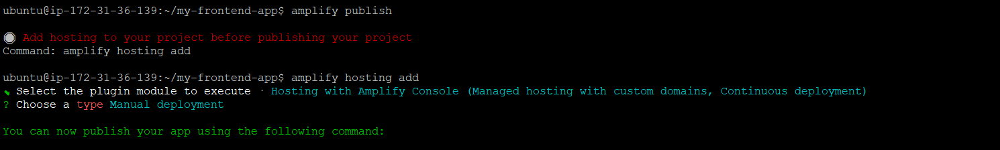 ubuntu@ip-172-31-36-139:~/my-frontend-app$ amplify publish
Add hosting to your project before publishing your project
Command: amplify hosting add
ubuntu@ip-172-31-36-139:~/my-frontend-app$ amplify hosting add
Select the plugin module to execute · Hosting with Amplify Console (Managed hosting with custom domains, Continuous deployment)
? Choose a type Manual deployment
You can now publish your app using the following command: